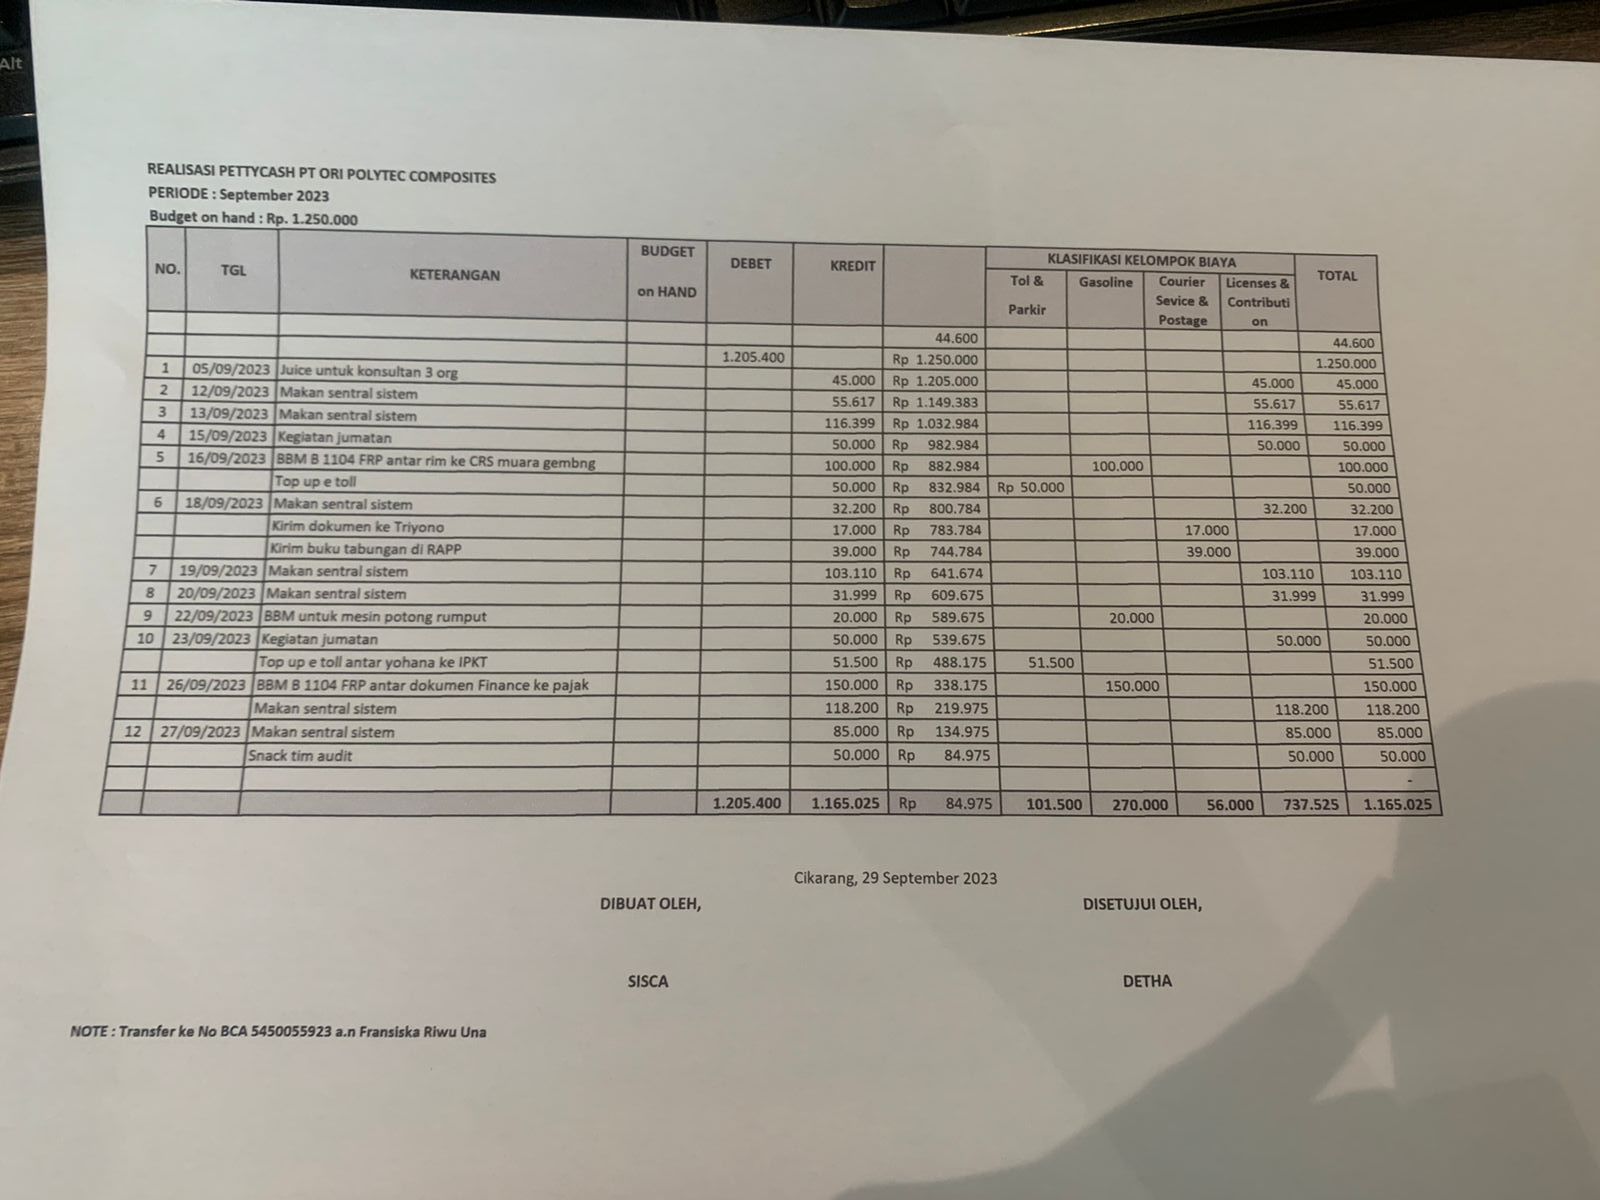 Alt
REALISASI PETTYCASH PT ORI POLYTEC COMPOSITES
PERIODE : September 2023
Budget on hand : Rp. 1.250.000
NO. TGL KETERANGAN BUDGET on HAND DEBET KREDIT KLASIFIKASI KELOMPOK BIAYA TOTAL
Tol & Parkir Gasoline Courier Sevice & Postage Licenses & Contributi on
44.600 44.600
1.205.400 Rp 1.250.000 1.250.000
1 05/09/2023 Juice untuk konsultan 3 org 45.000 Rp 1.205.000 45.000 45.000
2 12/09/2023 Makan sentral sistem 55.617 Rp 1.149.383 55.617 55.617
3 13/09/2023 Makan sentral sistem 116.399 Rp 1.032.984 116.399 116.399
4 15/09/2023 Kegiatan jumatan 50.000 Rp 982.984 50.000 50.000
5 16/09/2023 BBM B 1104 FRP antar rim ke CRS muara gembng 100.000 Rp 882.984 100.000 100.000
Top up e toll 50.000 Rp 832.984 Rp 50.000 50.000
6 18/09/2023 Makan sentral sistem 32.200 Rp 800.784 32.200 32.200
Kirim dokumen ke Triyono 17.000 Rp 783.784 17.000 17.000
Kirim buku tabungan di RAPP 39.000 Rp 744.784 39.000 39.000
7 19/09/2023 Makan sentral sistem 103.110 Rp 641.674 103.110 103.110
8 20/09/2023 Makan sentral sistem 31.999 Rp 609.675 31.999 31.999
9 22/09/2023 BBM untuk mesin potong rumput 20.000 Rp 589.675 20.000 20.000
10 23/09/2023 Kegiatan jumatan 50.000 Rp 539.675 50.000 50.000
Top up e toll antar yohana ke IPKT 51.500 Rp 488.175 51.500 51.500
11 26/09/2023 BBM B 1104 FRP antar dokumen Finance ke pajak 150.000 Rp 338.175 150.000 150.000
Makan sentral sistem 118.200 Rp 219.975 118.200 118.200
12 27/09/2023 Makan sentral sistem 85.000 Rp 134.975 85.000 85.000
Snack tim audit 50.000 Rp 84.975 50.000 50.000
-
1.205.400 1.165.025 Rp 84.975 101.500 270.000 56.000 737.525 1.165.025
Cikarang, 29 September 2023
DIBUAT OLEH, DISETUJUI OLEH,
SISCA DETHA
NOTE : Transfer ke No BCA 5450055923 a.n Fransiska Riwu Una